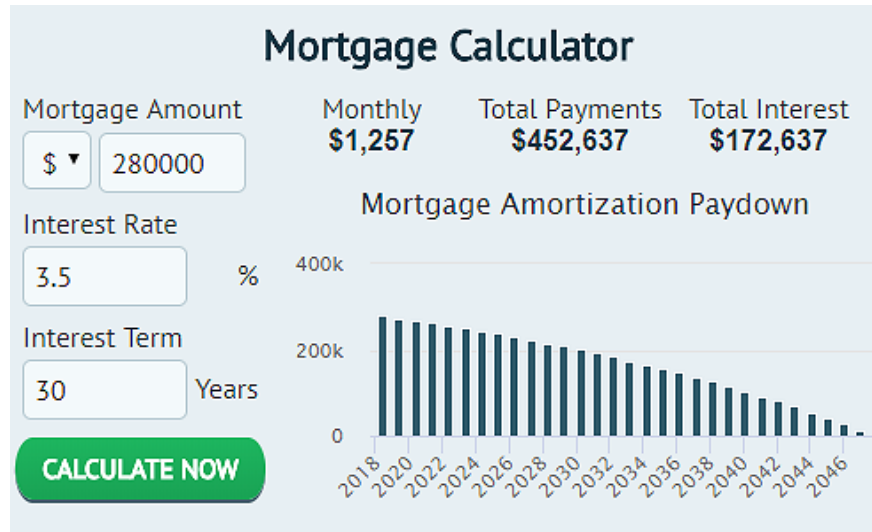 Mortgage Calculator
Mortgage Amount
$ ▼ 280000
Interest Rate
3.5 %
Interest Term
30 Years
CALCULATE NOW
Monthly Total Payments Total Interest
$1,257 $452,637 $172,637
Mortgage Amortization Paydown
400k
200k
0
2018 2020 2022 2024 2026 2028 2030 2032 2034 2036 2038 2040 2042 2044 2046